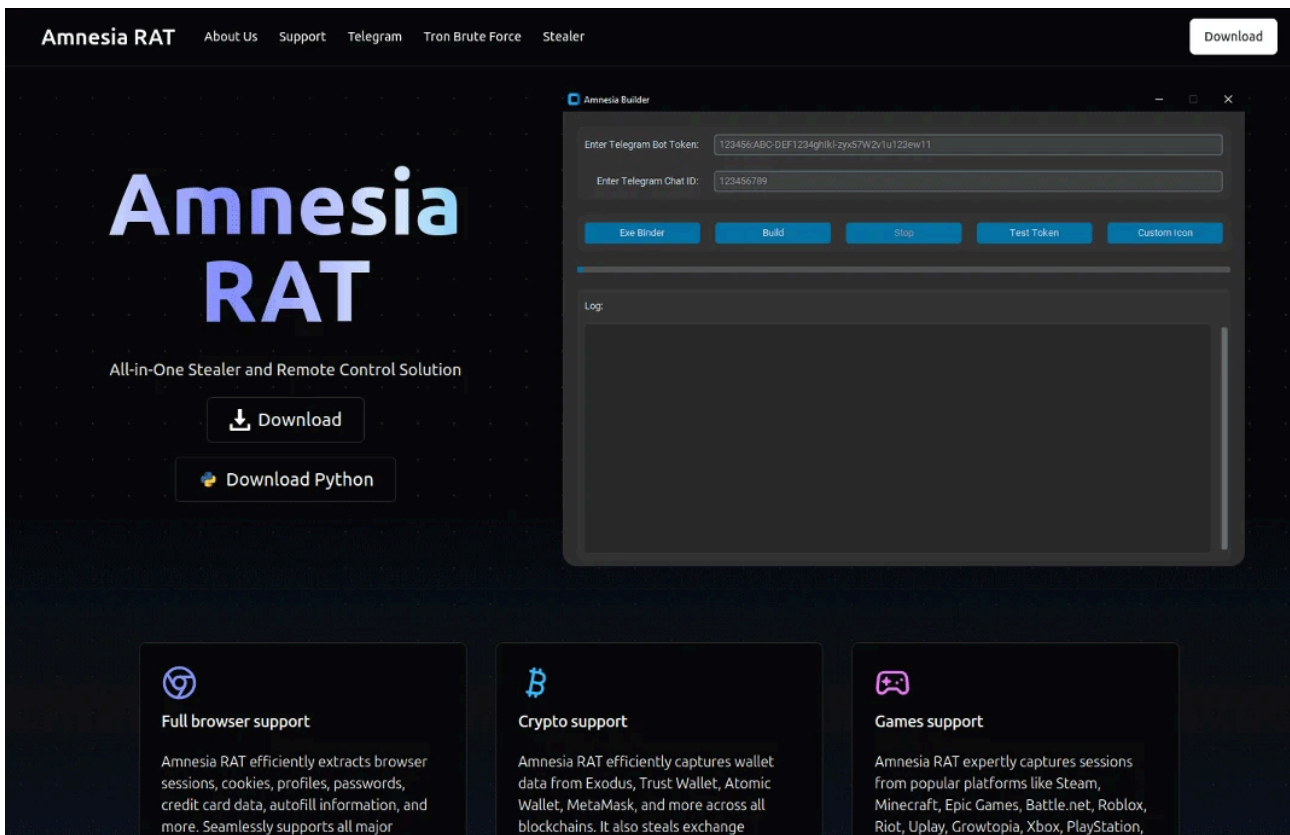 Amnesia RAT
About Us
Support
Telegram
Tron Brute Force
Stealer
Download
Amnesia
RAT
All-in-One Stealer and Remote Control Solution
Download
Download Python
Amnesia Builder
Enter Telegram Bot Token:
123456:ABC-DEF1234ghIkl-zyx57W2v1u123ew11
Enter Telegram Chat ID:
123456789
Exe Binder
Build
Stop
Test Token
Custom Icon
Log:
Full browser support
Amnesia RAT efficiently extracts browser
sessions, cookies, profiles, passwords,
credit card data, autofill information, and
more. Seamlessly supports all major
Crypto support
Amnesia RAT efficiently captures wallet
data from Exodus, Trust Wallet, Atomic
Wallet, MetaMask, and more across all
blockchains. It also steals exchange
Games support
Amnesia RAT expertly captures sessions
from popular platforms like Steam,
Minecraft, Epic Games, Battle.net, Roblox,
Riot, Uplay, Growtopia, Xbox, PlayStation,